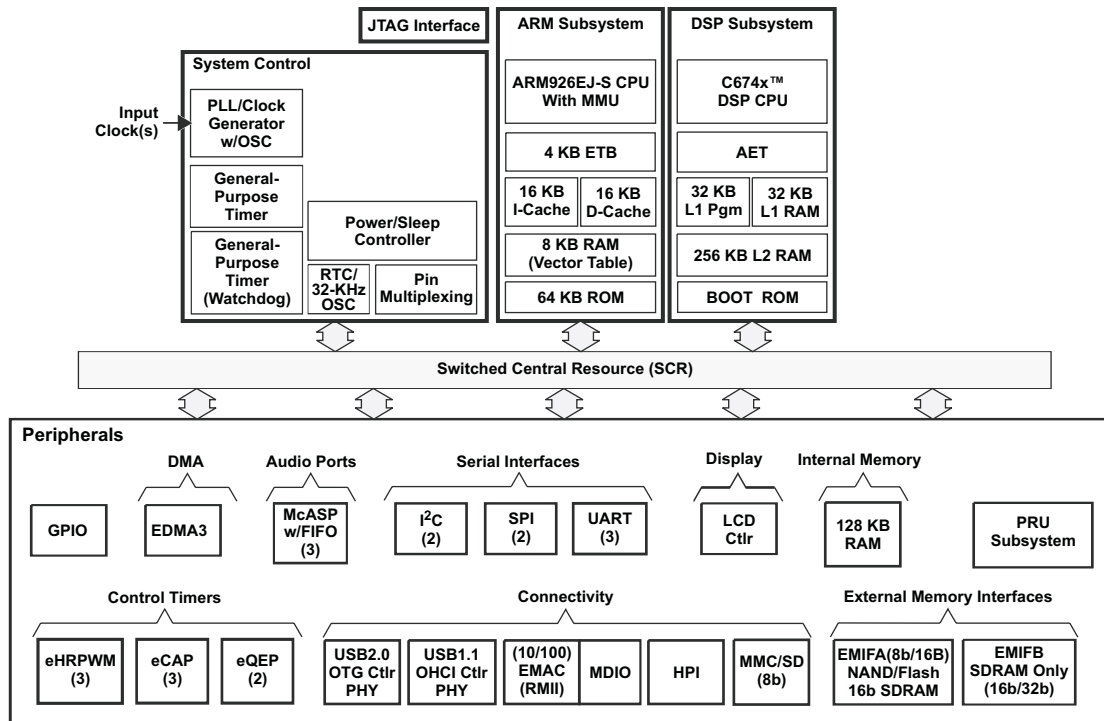 JTAG Interface
ARM Subsystem
DSP Subsystem
System Control
Input
Clock(s)
PLL/Clock
Generator
w/OSC
General-
Purpose
Timer
General-
Purpose
Timer
(Watchdog)
Power/Sleep
Controller
RTC/
32-KHz
OSC
Pin
Multiplexing
ARM926EJ-S CPU
With MMU
4 KB ETB
16 KB
I-Cache
16 KB
D-Cache
8 KB RAM
(Vector Table)
64 KB ROM
C674x™
DSP CPU
AET
32 KB
L1 Pgm
32 KB
L1 RAM
256 KB L2 RAM
BOOT ROM
Switched Central Resource (SCR)
Peripherals
DMA
Audio Ports
Serial Interfaces
Display
Internal Memory
GPIO
EDMA3
McASP
w/FIFO
(3)
I²C
(2)
SPI
(2)
UART
(3)
LCD
Ctlr
128 KB
RAM
PRU
Subsystem
Control Timers
Connectivity
External Memory Interfaces
eHRPWM
(3)
eCAP
(3)
eQEP
(2)
USB2.0
OTG Ctlr
PHY
USB1.1
OHCI Ctlr
PHY
(10/100)
EMAC
(RMII)
MDIO
HPI
MMC/SD
(8b)
EMIFA(8b/16B)
NAND/Flash
16b SDRAM
EMIFB
SDRAM Only
(16b/32b)